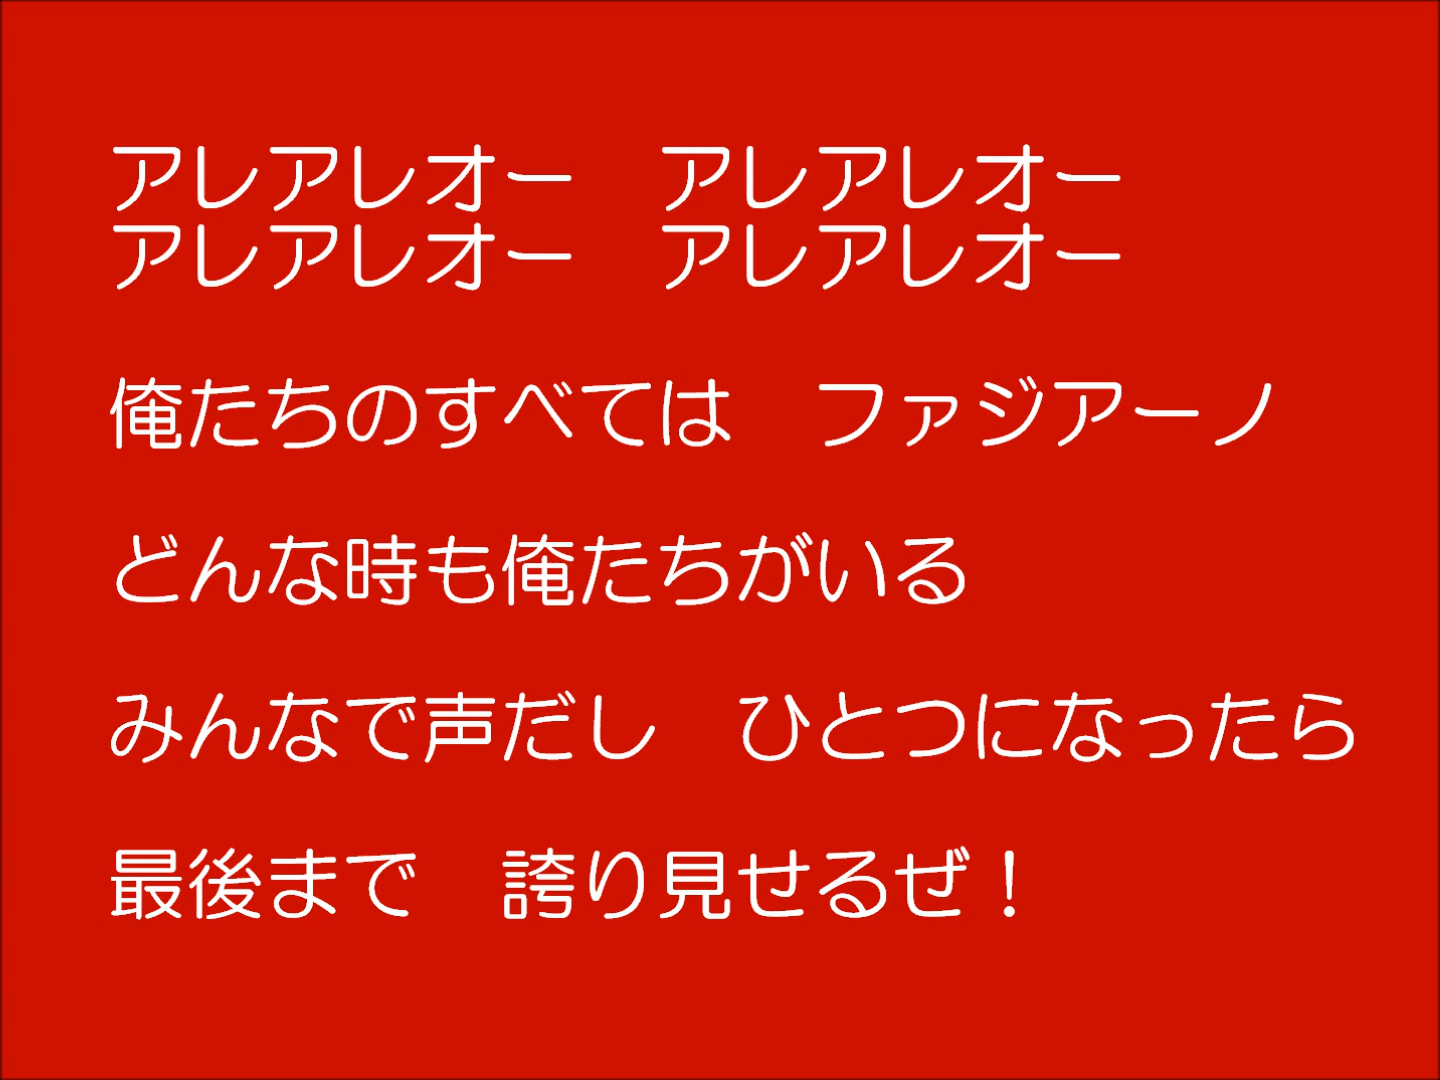 アレアレオー　アレアレオー
アレアレオー　アレアレオー
俺たちのすべては　ファジアーノ
どんな時も俺たちがいる
みんなで声だし　ひとつになったら
最後まで　誇り見せるぜ！